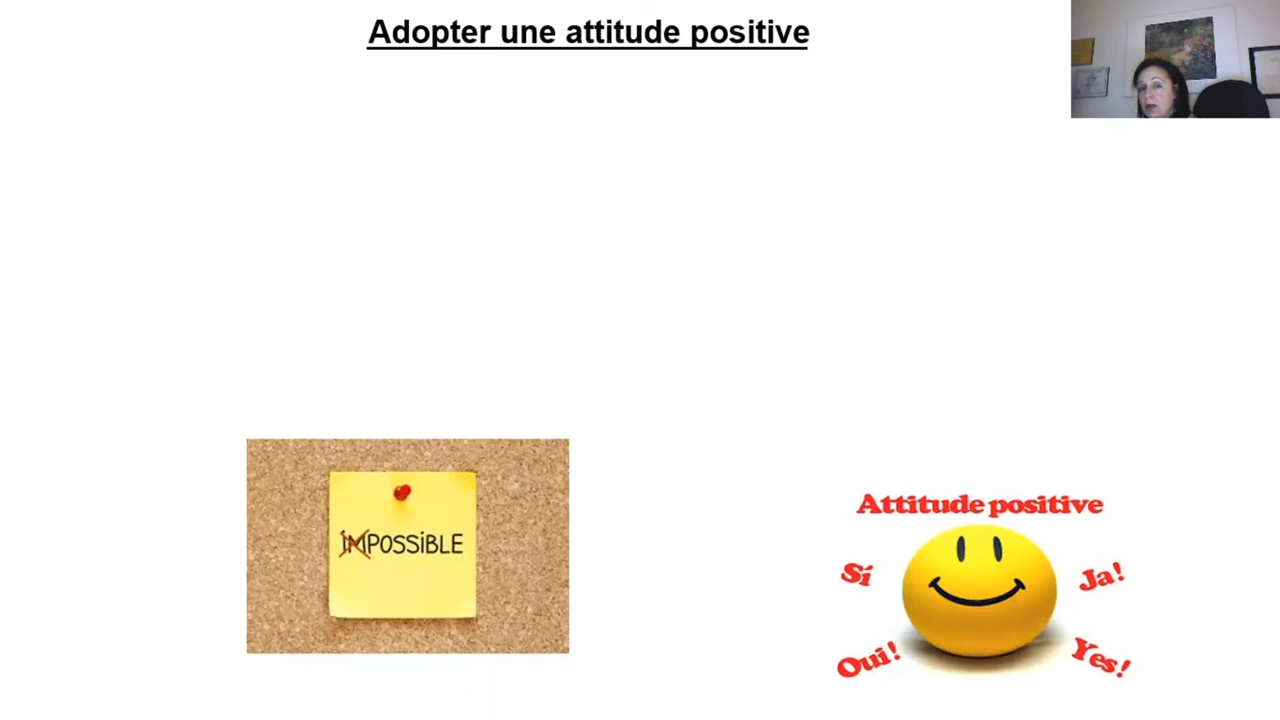 Adopter une attitude positive
IMPOSSiBLE
Attitude positive
Sí
Ja!
Oui!
Yes!